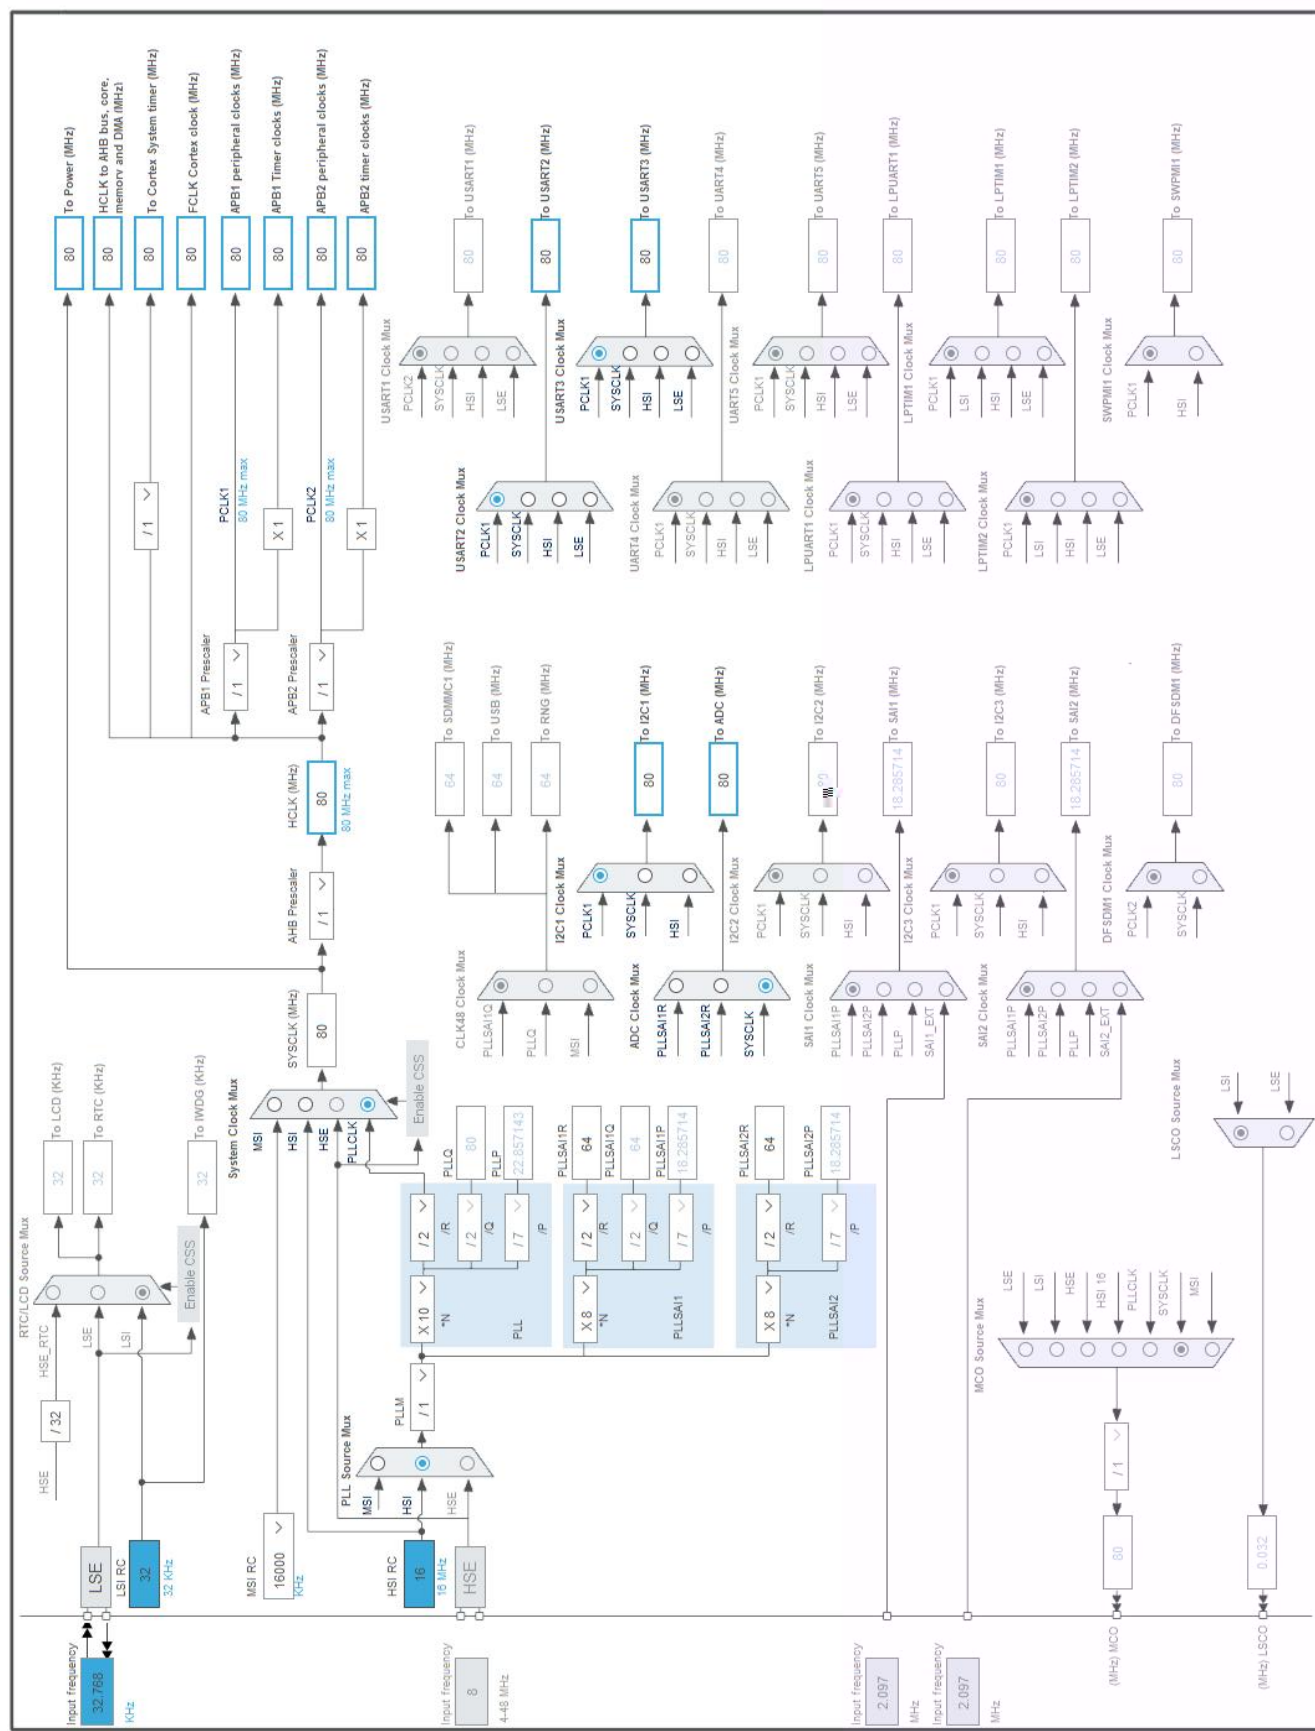 Input frequency
32.768
KHz
LSE
LSI RC
32
32 KHz
HSE
/ 32
HSE_RTC
LSE
LSI
RTC/LCD Source Mux
Enable CSS
32
To LCD (KHz)
32
To RTC (KHz)
32
To IWDG (KHz)
MSI RC
16000
KHz
HSI RC
16
16 MHz
Input frequency
8
4-48 MHz
HSE
PLL Source Mux
MSI
HSI
HSE
PLLM
/ 1
X 10
*N
PLL
/ 2
/R
/ 2
/Q
/ 7
/P
PLLQ
80
PLLP
22.857143
X 8
*N
PLLSAI1
/ 2
/R
/ 2
/Q
/ 7
/P
PLLSAI1R
64
PLLSAI1Q
64
PLLSAI1P
18.285714
X 8
*N
PLLSAI2
/ 2
/R
/ 7
/P
PLLSAI2R
64
PLLSAI2P
18.285714
System Clock Mux
MSI
HSI
HSE
PLLCLK
Enable CSS
SYSCLK (MHz)
80
AHB Prescaler
/ 1
HCLK (MHz)
80
80 MHz max
APB1 Prescaler
/ 1
APB2 Prescaler
/ 1
/ 1
PCLK1
80 MHz max
X 1
PCLK2
80 MHz max
X 1
80
To Power (MHz)
80
HCLK to AHB bus, core,
memory and DMA (MHz)
80
To Cortex System timer (MHz)
80
FCLK Cortex clock (MHz)
80
APB1 peripheral clocks (MHz)
80
APB1 Timer clocks (MHz)
80
APB2 peripheral clocks (MHz)
80
APB2 timer clocks (MHz)
CLK48 Clock Mux
PLLSAI1Q
PLLQ
MSI
64
To SDMMC1 (MHz)
64
To USB (MHz)
64
To RNG (MHz)
I2C1 Clock Mux
PCLK1
SYSCLK
HSI
80
To I2C1 (MHz)
ADC Clock Mux
PLLSAI1R
PLLSAI2R
SYSCLK
80
To ADC (MHz)
I2C2 Clock Mux
PCLK1
SYSCLK
HSI
To I2C2 (MHz)
SAI1 Clock Mux
PLLSAI1P
PLLSAI2P
PLLP
SAI1_EXT
18.285714
To SAI1 (MHz)
I2C3 Clock Mux
PCLK1
SYSCLK
HSI
80
To I2C3 (MHz)
SAI2 Clock Mux
PLLSAI1P
PLLSAI2P
PLLP
SAI2_EXT
18.285714
To SAI2 (MHz)
DFSDM1 Clock Mux
PCLK2
SYSCLK
80
To DFSDM1 (MHz)
USART1 Clock Mux
PCLK2
SYSCLK
HSI
LSE
80
To USART1 (MHz)
USART2 Clock Mux
PCLK1
SYSCLK
HSI
LSE
80
To USART2 (MHz)
USART3 Clock Mux
PCLK1
SYSCLK
HSI
LSE
80
To USART3 (MHz)
UART4 Clock Mux
PCLK1
SYSCLK
HSI
LSE
80
To UART4 (MHz)
UART5 Clock Mux
PCLK1
SYSCLK
HSI
LSE
80
To UART5 (MHz)
LPUART1 Clock Mux
PCLK1
SYSCLK
HSI
LSE
80
To LPUART1 (MHz)
LPTIM1 Clock Mux
PCLK1
LSI
HSI
LSE
80
To LPTIM1 (MHz)
LPTIM2 Clock Mux
PCLK1
LSI
HSI
LSE
80
To LPTIM2 (MHz)
SWPMI1 Clock Mux
PCLK1
HSI
80
To SWPMI1 (MHz)
Input frequency
2.097
MHz
Input frequency
2.097
MHz
(MHz) MCO
80
/ 1
MCO Source Mux
LSE
LSI
HSE
HSI 16
PLLCLK
SYSCLK
MSI
(MHz) LSCO
0.032
LSCO Source Mux
LSI
LSE